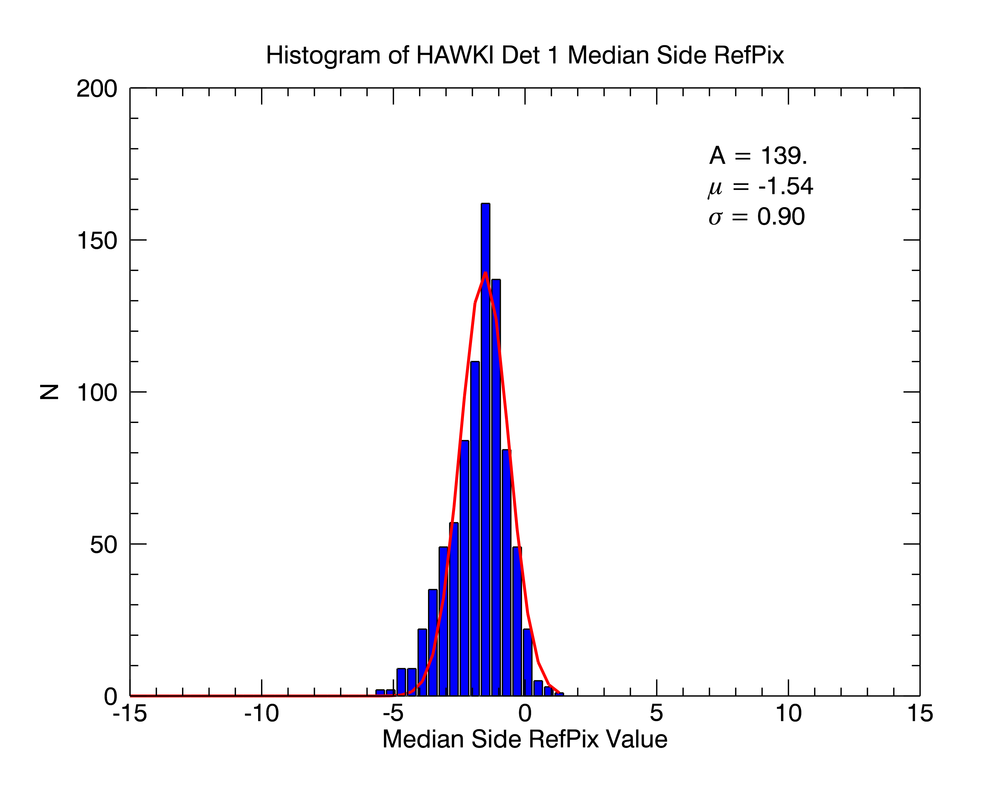 Histogram of HAWKI Det 1 Median Side RefPix
200
A = 139.
μ = -1.54
σ = 0.90
150
N
100
50
0
-15 -10 -5 0 5 10 15
Median Side RefPix Value